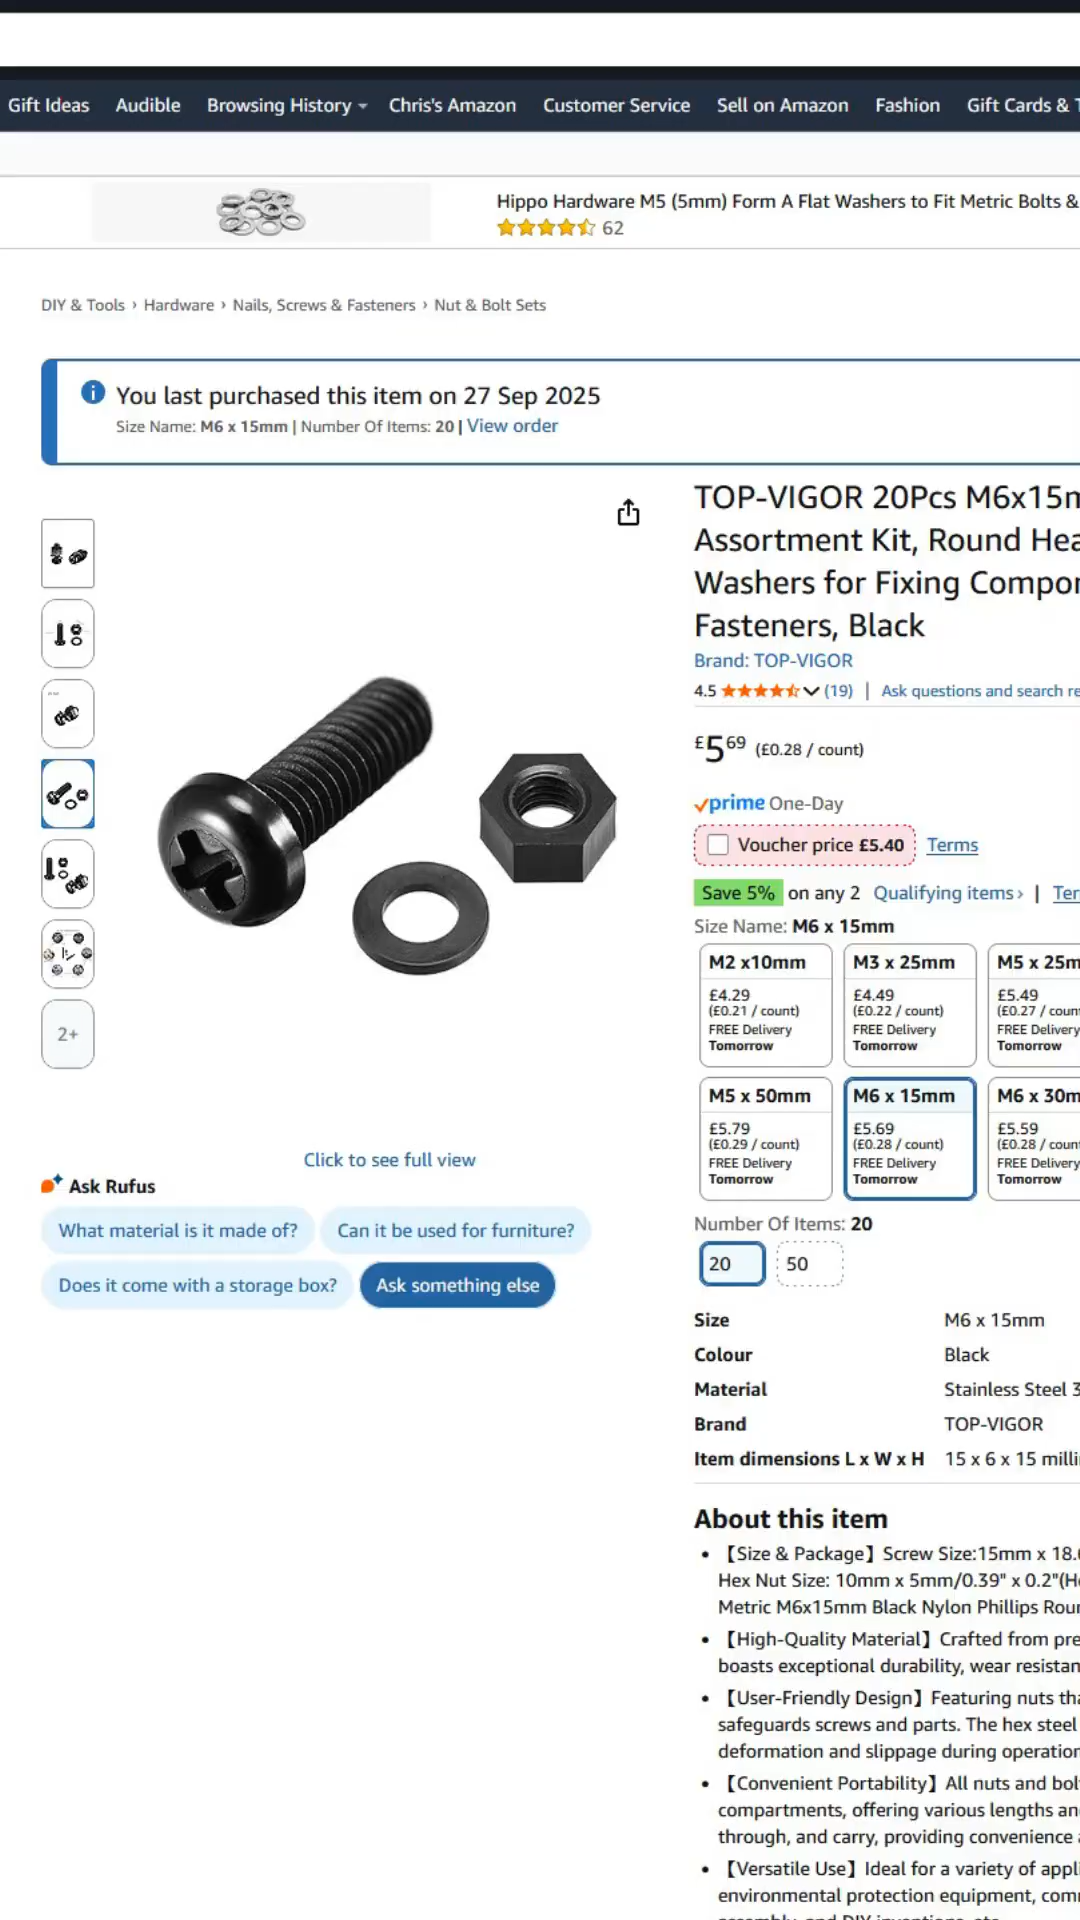 Gift Ideas Audible Browsing History Chris's Amazon Customer Service Sell on Amazon Fashion Gift Cards &
Hippo Hardware M5 (5mm) Form A Flat Washers to Fit Metric Bolts &
62
DIY & Tools › Hardware › Nails, Screws & Fasteners › Nut & Bolt Sets
You last purchased this item on 27 Sep 2025
Size Name: M6 x 15mm | Number Of Items: 20 | View order
2+
Click to see full view
Ask Rufus
What material is it made of? Can it be used for furniture?
Does it come with a storage box? Ask something else
TOP-VIGOR 20Pcs M6x15m
Assortment Kit, Round Hea
Washers for Fixing Compon
Fasteners, Black
Brand: TOP-VIGOR
4.5 (19) | Ask questions and search re
£5 69 (£0.28 / count)
prime One-Day
Voucher price £5.40 Terms
Save 5% on any 2 Qualifying items › | Ter
Size Name: M6 x 15mm
M2 x10mm M3 x 25mm M5 x 25m
£4.29 £4.49 £5.49
(£0.21 / count) (£0.22 / count) (£0.27 / coun
FREE Delivery FREE Delivery FREE Delivery
Tomorrow Tomorrow Tomorrow
M5 x 50mm M6 x 15mm M6 x 30m
£5.79 £5.69 £5.59
(£0.29 / count) (£0.28 / count) (£0.28 / coun
FREE Delivery FREE Delivery FREE Delivery
Tomorrow Tomorrow Tomorrow
Number Of Items: 20
20 50
Size M6 x 15mm
Colour Black
Material Stainless Steel 3
Brand TOP-VIGOR
Item dimensions L x W x H 15 x 6 x 15 milli
About this item
• 【Size & Package】Screw Size:15mm x 18.
Hex Nut Size: 10mm x 5mm/0.39" x 0.2"(H
Metric M6x15mm Black Nylon Phillips Rou
• 【High-Quality Material】Crafted from pre
boasts exceptional durability, wear resistan
• 【User-Friendly Design】Featuring nuts tha
safeguards screws and parts. The hex steel
deformation and slippage during operation
• 【Convenient Portability】All nuts and bol
compartments, offering various lengths an
through, and carry, providing convenience
• 【Versatile Use】Ideal for a variety of appli
environmental protection equipment, com